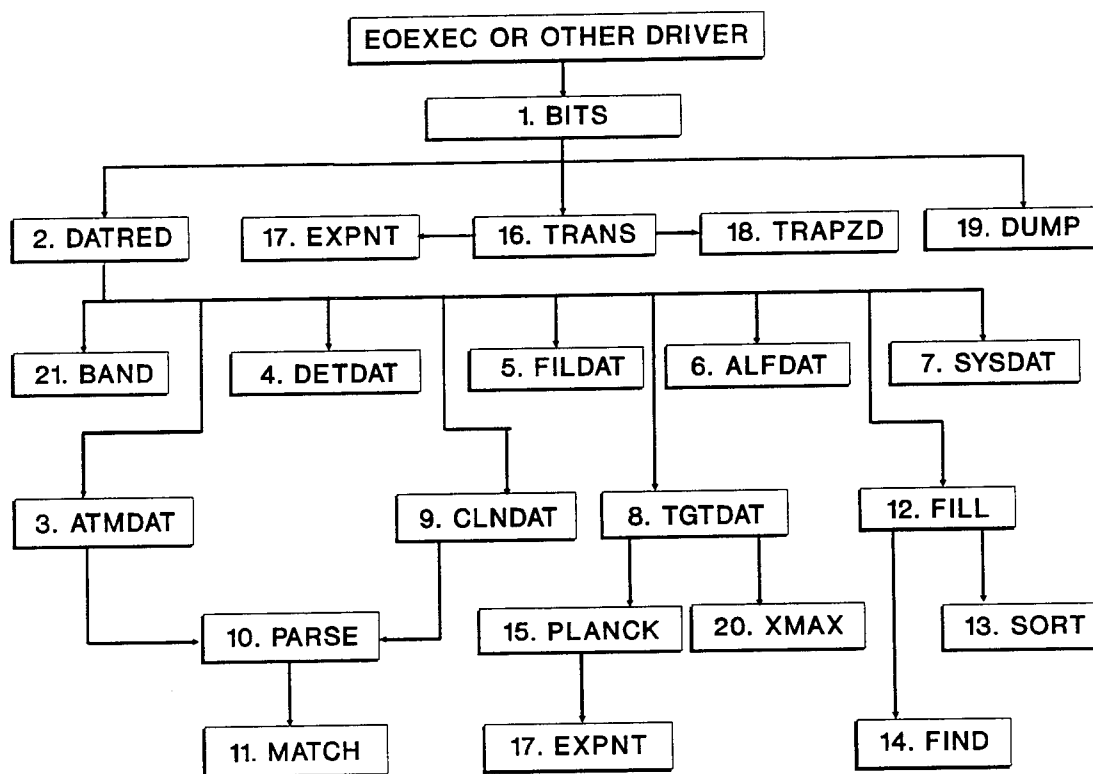 EOEXEC OR OTHER DRIVER
1. BITS
2. DATRED
17. EXPNT
16. TRANS
18. TRAPZD
19. DUMP
21. BAND
4. DETDAT
5. FILDAT
6. ALFDAT
7. SYSDAT
3. ATMDAT
9. CLNDAT
8. TGTDAT
12. FILL
10. PARSE
15. PLANCK
20. XMAX
13. SORT
11. MATCH
17. EXPNT
14. FIND